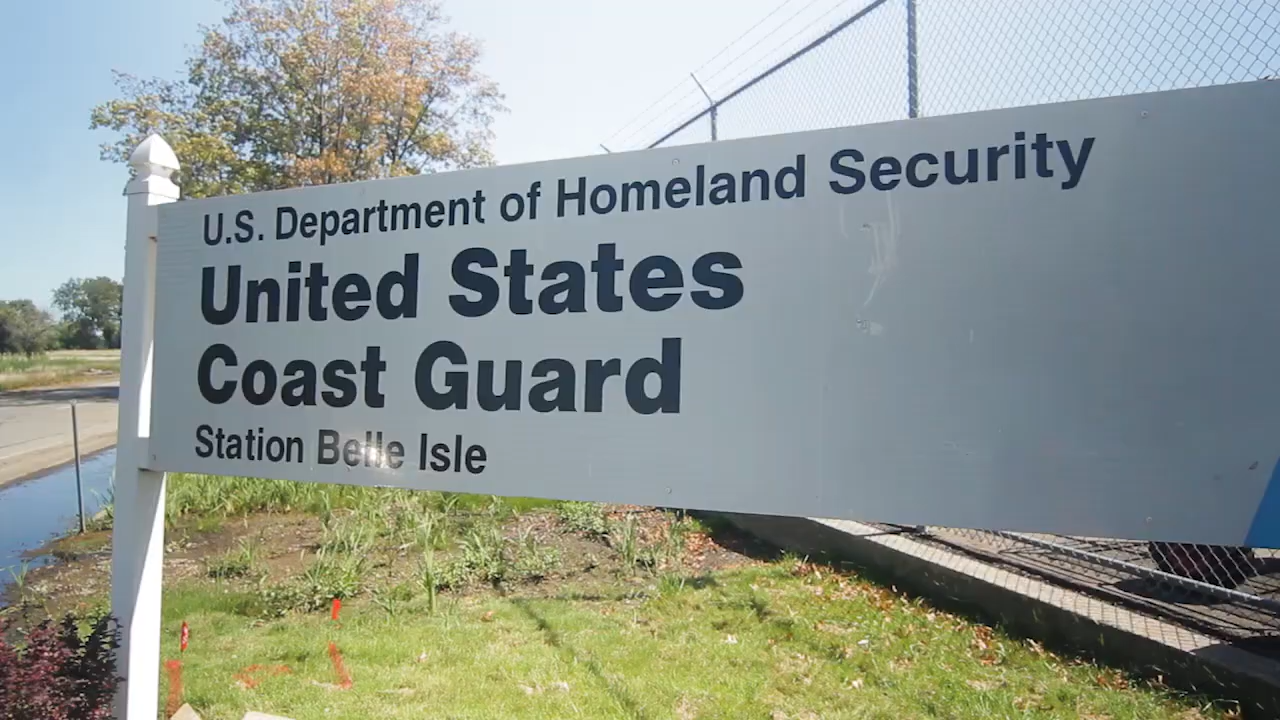 U.S. Department of Homeland Security
United States
Coast Guard
Station Belle Isle